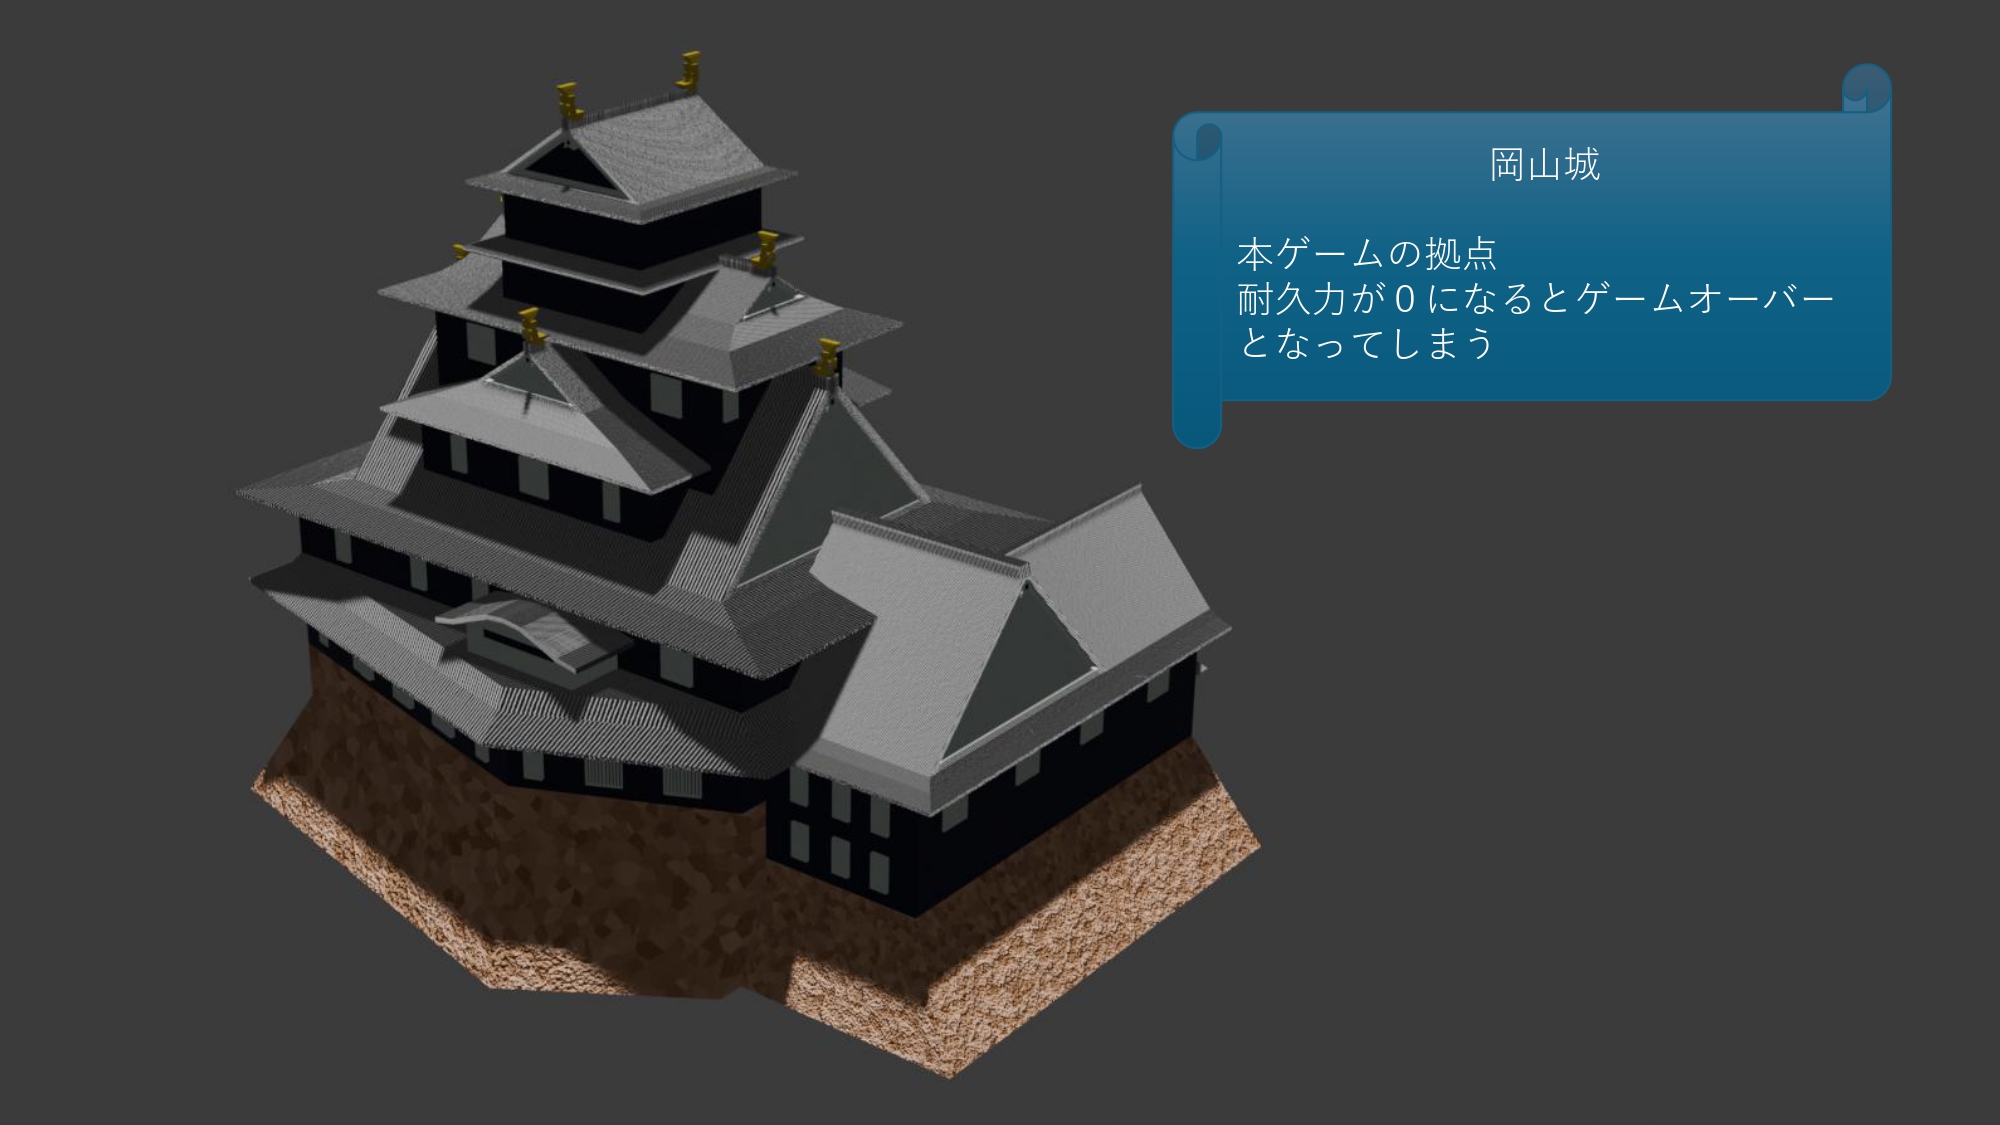 岡山城
本ゲームの拠点
耐久力が０になるとゲームオーバー
となってしまう